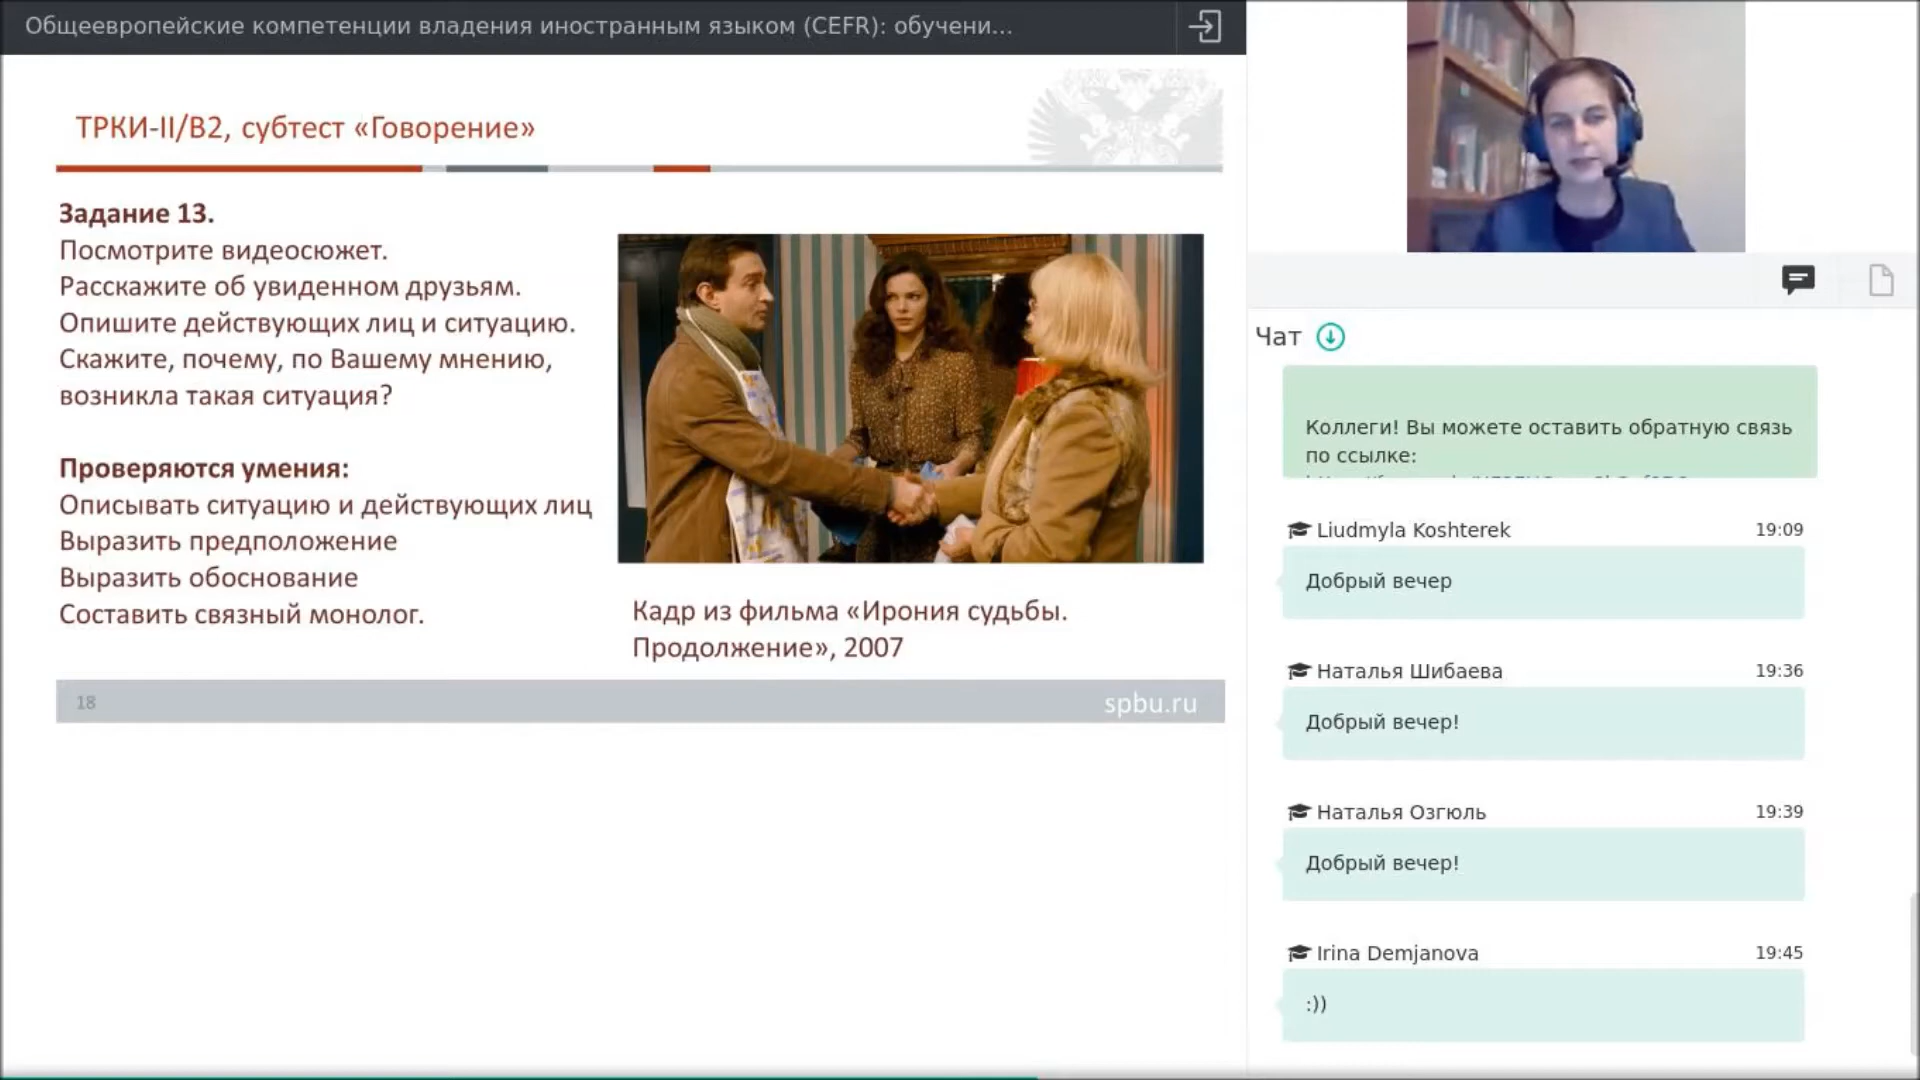 Общеевропейские компетенции владения иностранным языком (CEFR): обучени...
ТРКИ-II/B2, субтест «Говорение»
Задание 13.
Посмотрите видеосюжет.
Расскажите об увиденном друзьям.
Опишите действующих лиц и ситуацию.
Скажите, почему, по Вашему мнению,
возникла такая ситуация?
Проверяются умения:
Описывать ситуацию и действующих лиц
Выразить предположение
Выразить обоснование
Составить связный монолог.
Кадр из фильма «Ирония судьбы.
Продолжение», 2007
18
spbu.ru
Чат
Коллеги! Вы можете оставить обратную связь
по ссылке:
Liudmyla Koshterek 19:09
Добрый вечер
Наталья Шибаева 19:36
Добрый вечер!
Наталья Озгюль 19:39
Добрый вечер!
Irina Demjanova 19:45
:))